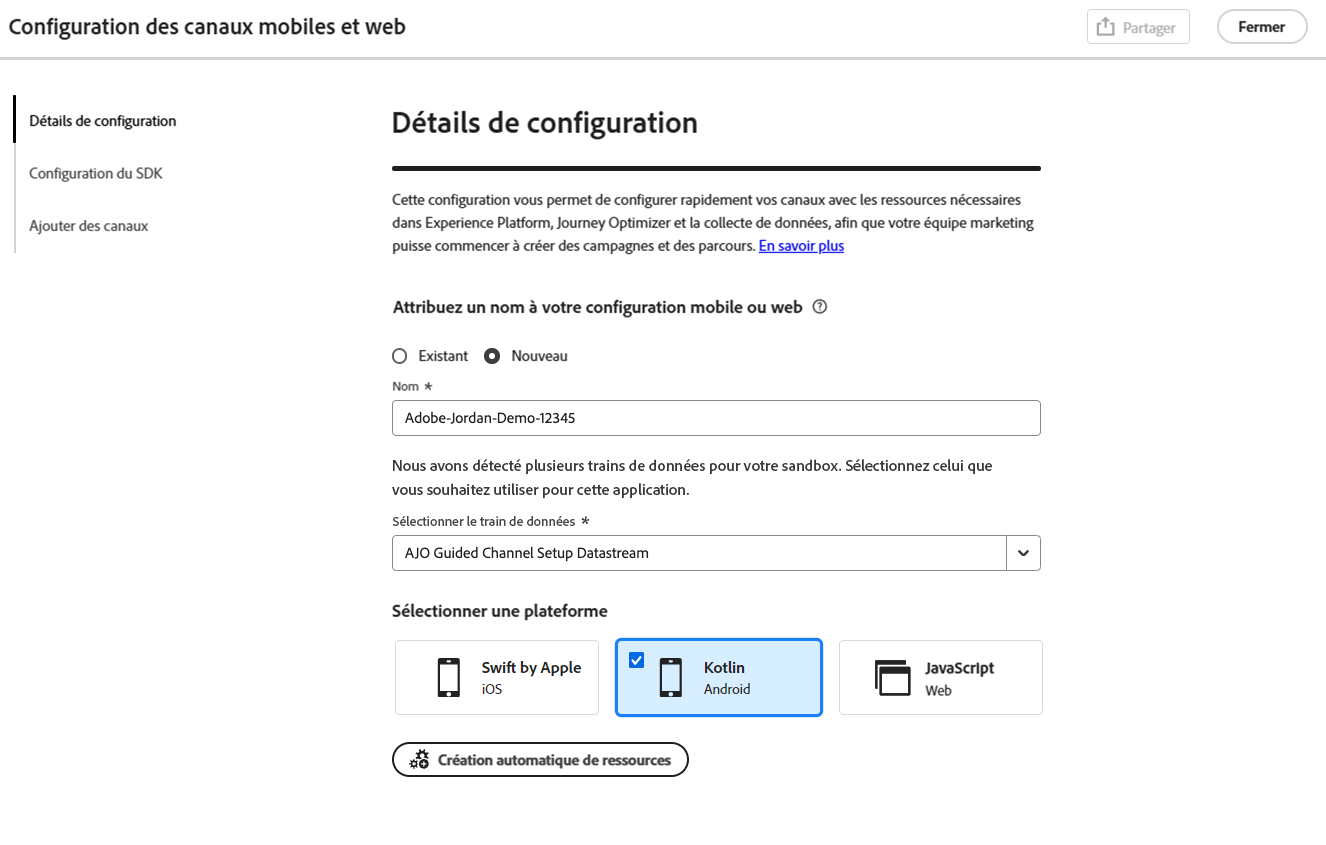 Configuration des canaux mobiles et web
Partager
Fermer
Détails de configuration
Configuration du SDK
Ajouter des canaux
Détails de configuration
Cette configuration vous permet de configurer rapidement vos canaux avec les ressources nécessaires
dans Experience Platform, Journey Optimizer et la collecte de données, afin que votre équipe marketing
puisse commencer à créer des campagnes et des parcours. En savoir plus
Attribuez un nom à votre configuration mobile ou web ?
Existant
Nouveau
Nom *
Adobe-Jordan-Demo-12345
Nous avons détecté plusieurs trains de données pour votre sandbox. Sélectionnez celui que
vous souhaitez utiliser pour cette application.
Sélectionner le train de données *
AJO Guided Channel Setup Datastream
Sélectionner une plateforme
Swift by Apple
iOS
Kotlin
Android
JavaScript
Web
Création automatique de ressources